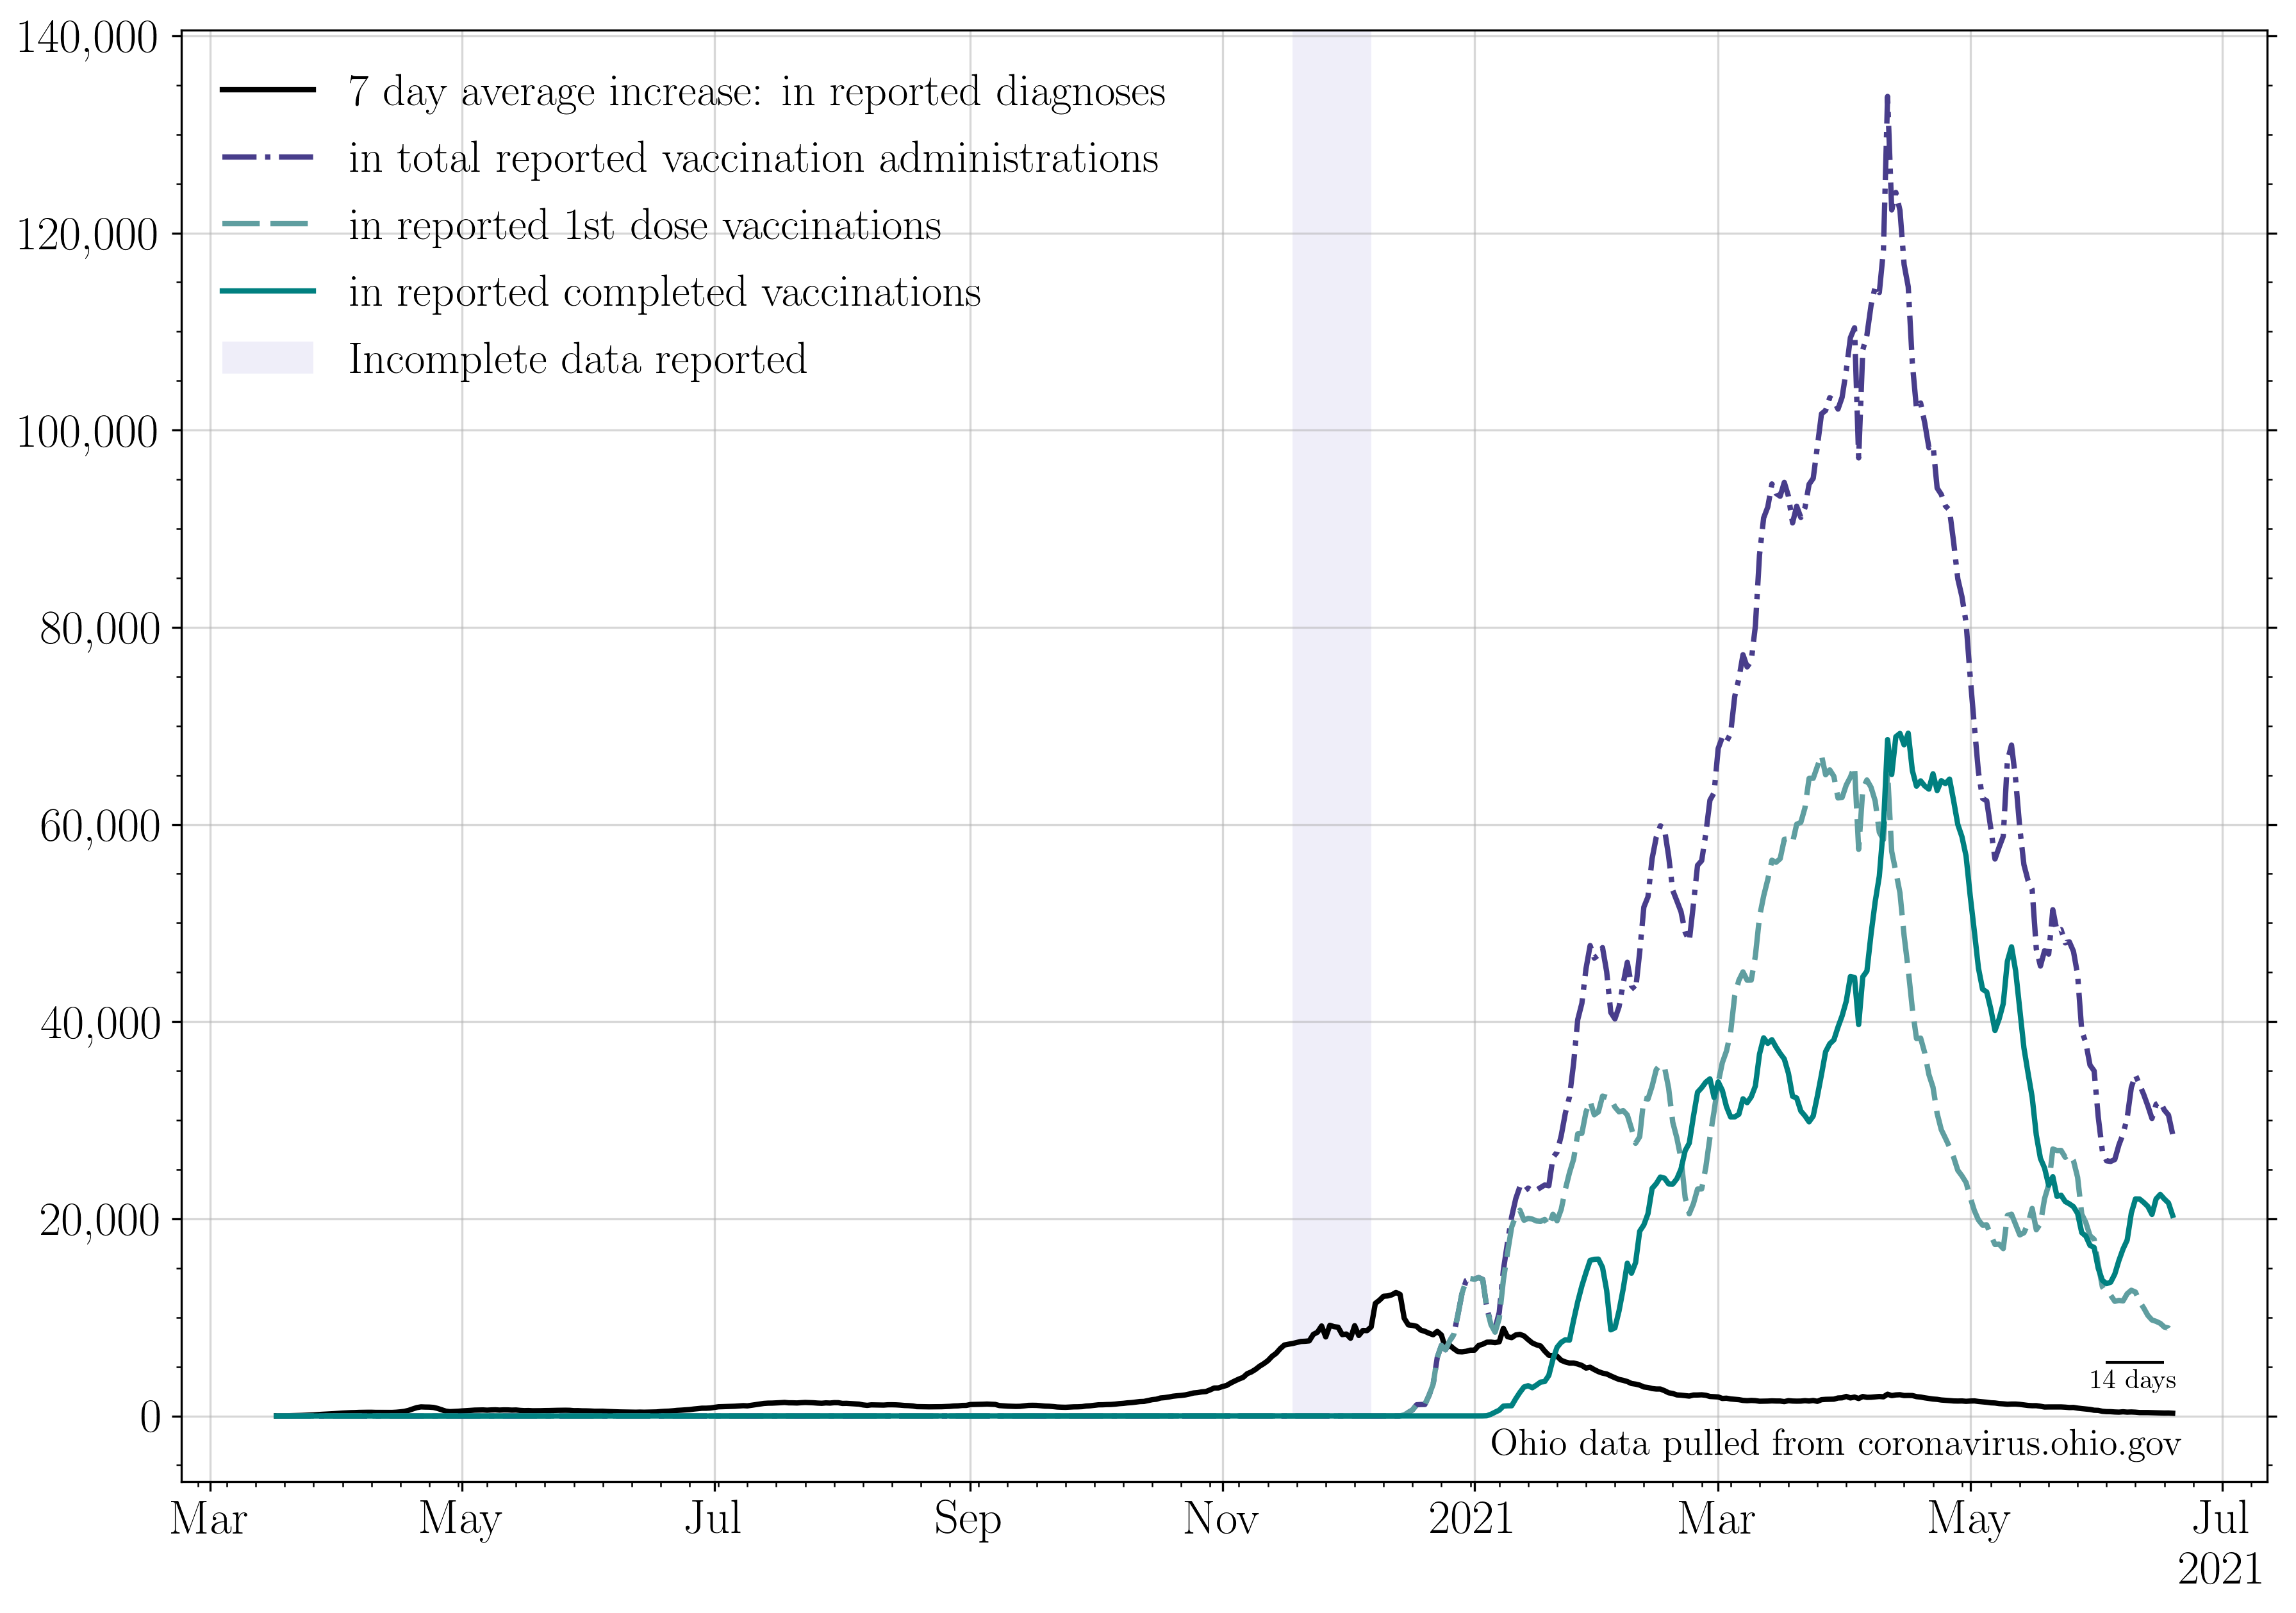 140,000
120,000
100,000
80,000
60,000
40,000
20,000
0
7 day average increase: in reported diagnoses
in total reported vaccination administrations
in reported 1st dose vaccinations
in reported completed vaccinations
Incomplete data reported
14 days
Ohio data pulled from coronavirus.ohio.gov
Mar May Jul Sep Nov 2021 Mar May Jul
2021